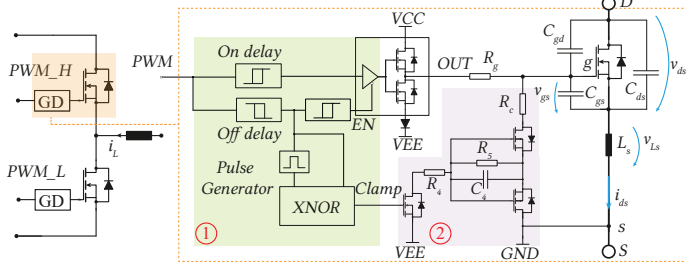 PWM_H
GD
i_L
PWM_L
GD
PWM
On delay
Off delay
EN
Pulse
Generator
XNOR
Clamp
①
VCC
VEE
OUT
R_g
R_c
R_5
C_4
R_4
VEE
②
GND
D
C_gd
g
v_gs
C_gs
C_ds
v_ds
L_s
v_Ls
i_ds
s
S